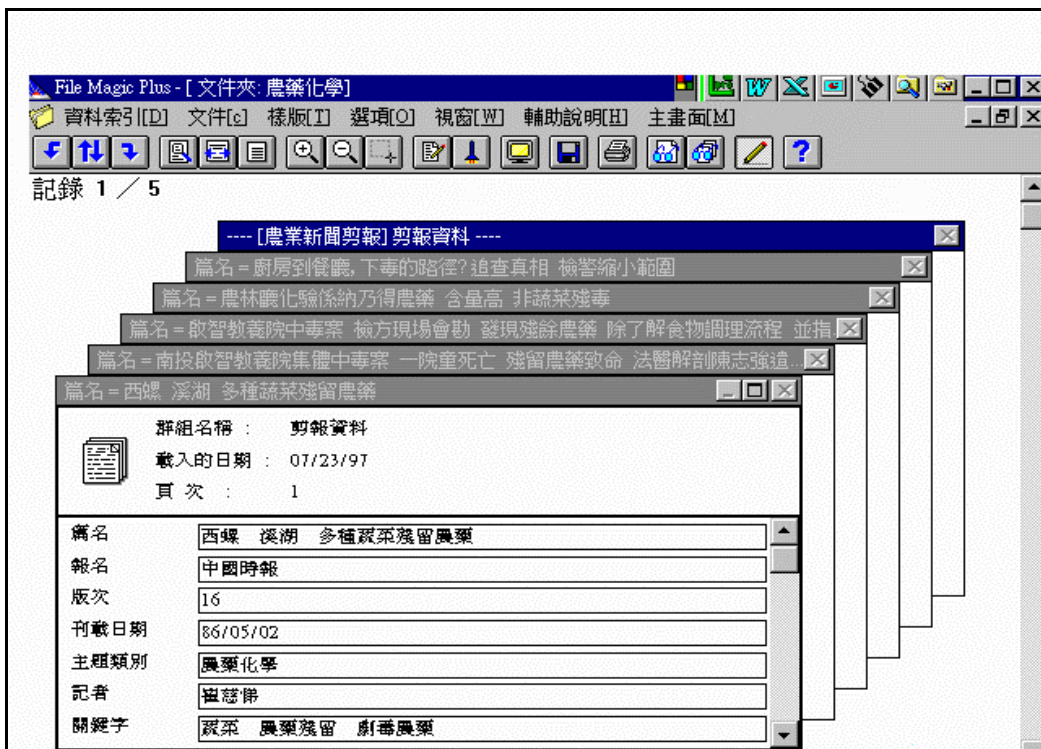 File Magic Plus - [ 文件夾: 農藥化學]
資料索引[D] 文件[c] 樣版[T] 選項[O] 視窗[W] 輔助說明[H] 主畫面[M]
記錄 1 ／ 5
---- [農業新聞剪報] 剪報資料 ----
篇名 = 廚房到餐廳, 下毒的路徑? 追查真相 檢警縮小範圍
篇名 = 農林廳化驗係納乃得農藥 含量高 非蔬菜殘毒
篇名 = 啟智教養院中毒案 檢方現場會勘 發現殘餘農藥 除了解食物調理流程 並指
篇名 = 南投啟智教養院集體中毒案 一院童死亡 殘留農藥致命 法醫解剖陳志強遺...
篇名 = 西螺 溪湖 多種蔬菜殘留農藥
群組名稱 : 剪報資料
載入的日期 : 07/23/97
頁 次 : 1
篇名 西螺 溪湖 多種蔬菜殘留農藥
報名 中國時報
版次 16
刊載日期 86/05/02
主題類別 農藥化學
記者 崔慈悌
關鍵字 蔬菜 農藥殘留 劇毒農藥